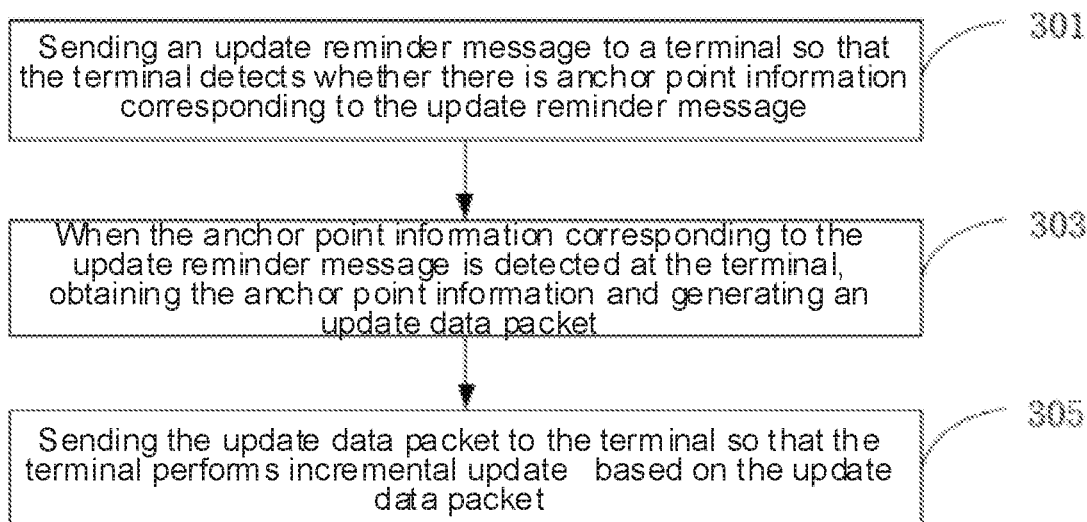 301
Sending an update reminder message to a terminal so that
the terminal detects whether there is anchor point information
corresponding to the update reminder message
303
When the anchor point information corresponding to the
update reminder message is detected at the terminal,
obtaining the anchor point information and generating an
update data packet
305
Sending the update data packet to the terminal so that the
terminal performs incremental update based on the update
data packet